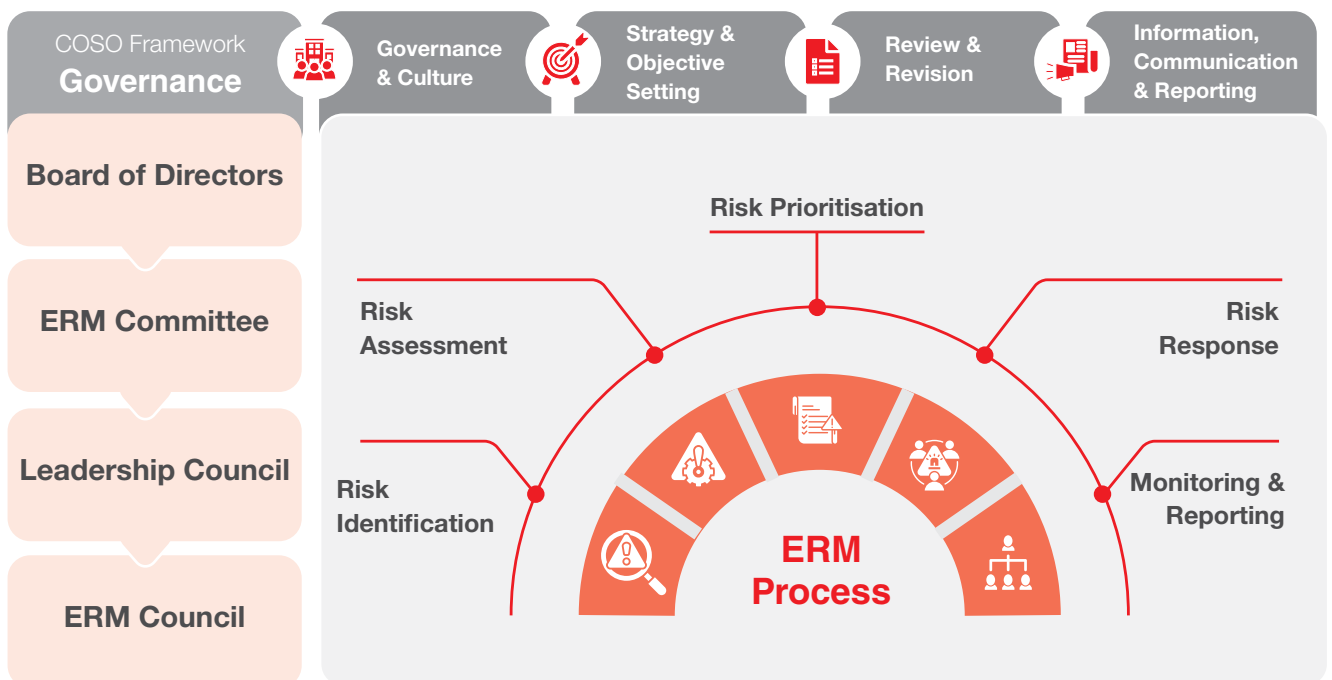 COSO Framework
Governance
Governance
& Culture
Strategy &
Objective
Setting
Review &
Revision
Information,
Communication
& Reporting
Board of Directors
ERM Committee
Leadership Council
ERM Council
Risk Prioritisation
Risk
Assessment
Risk
Response
Risk
Identification
Monitoring &
Reporting
ERM
Process